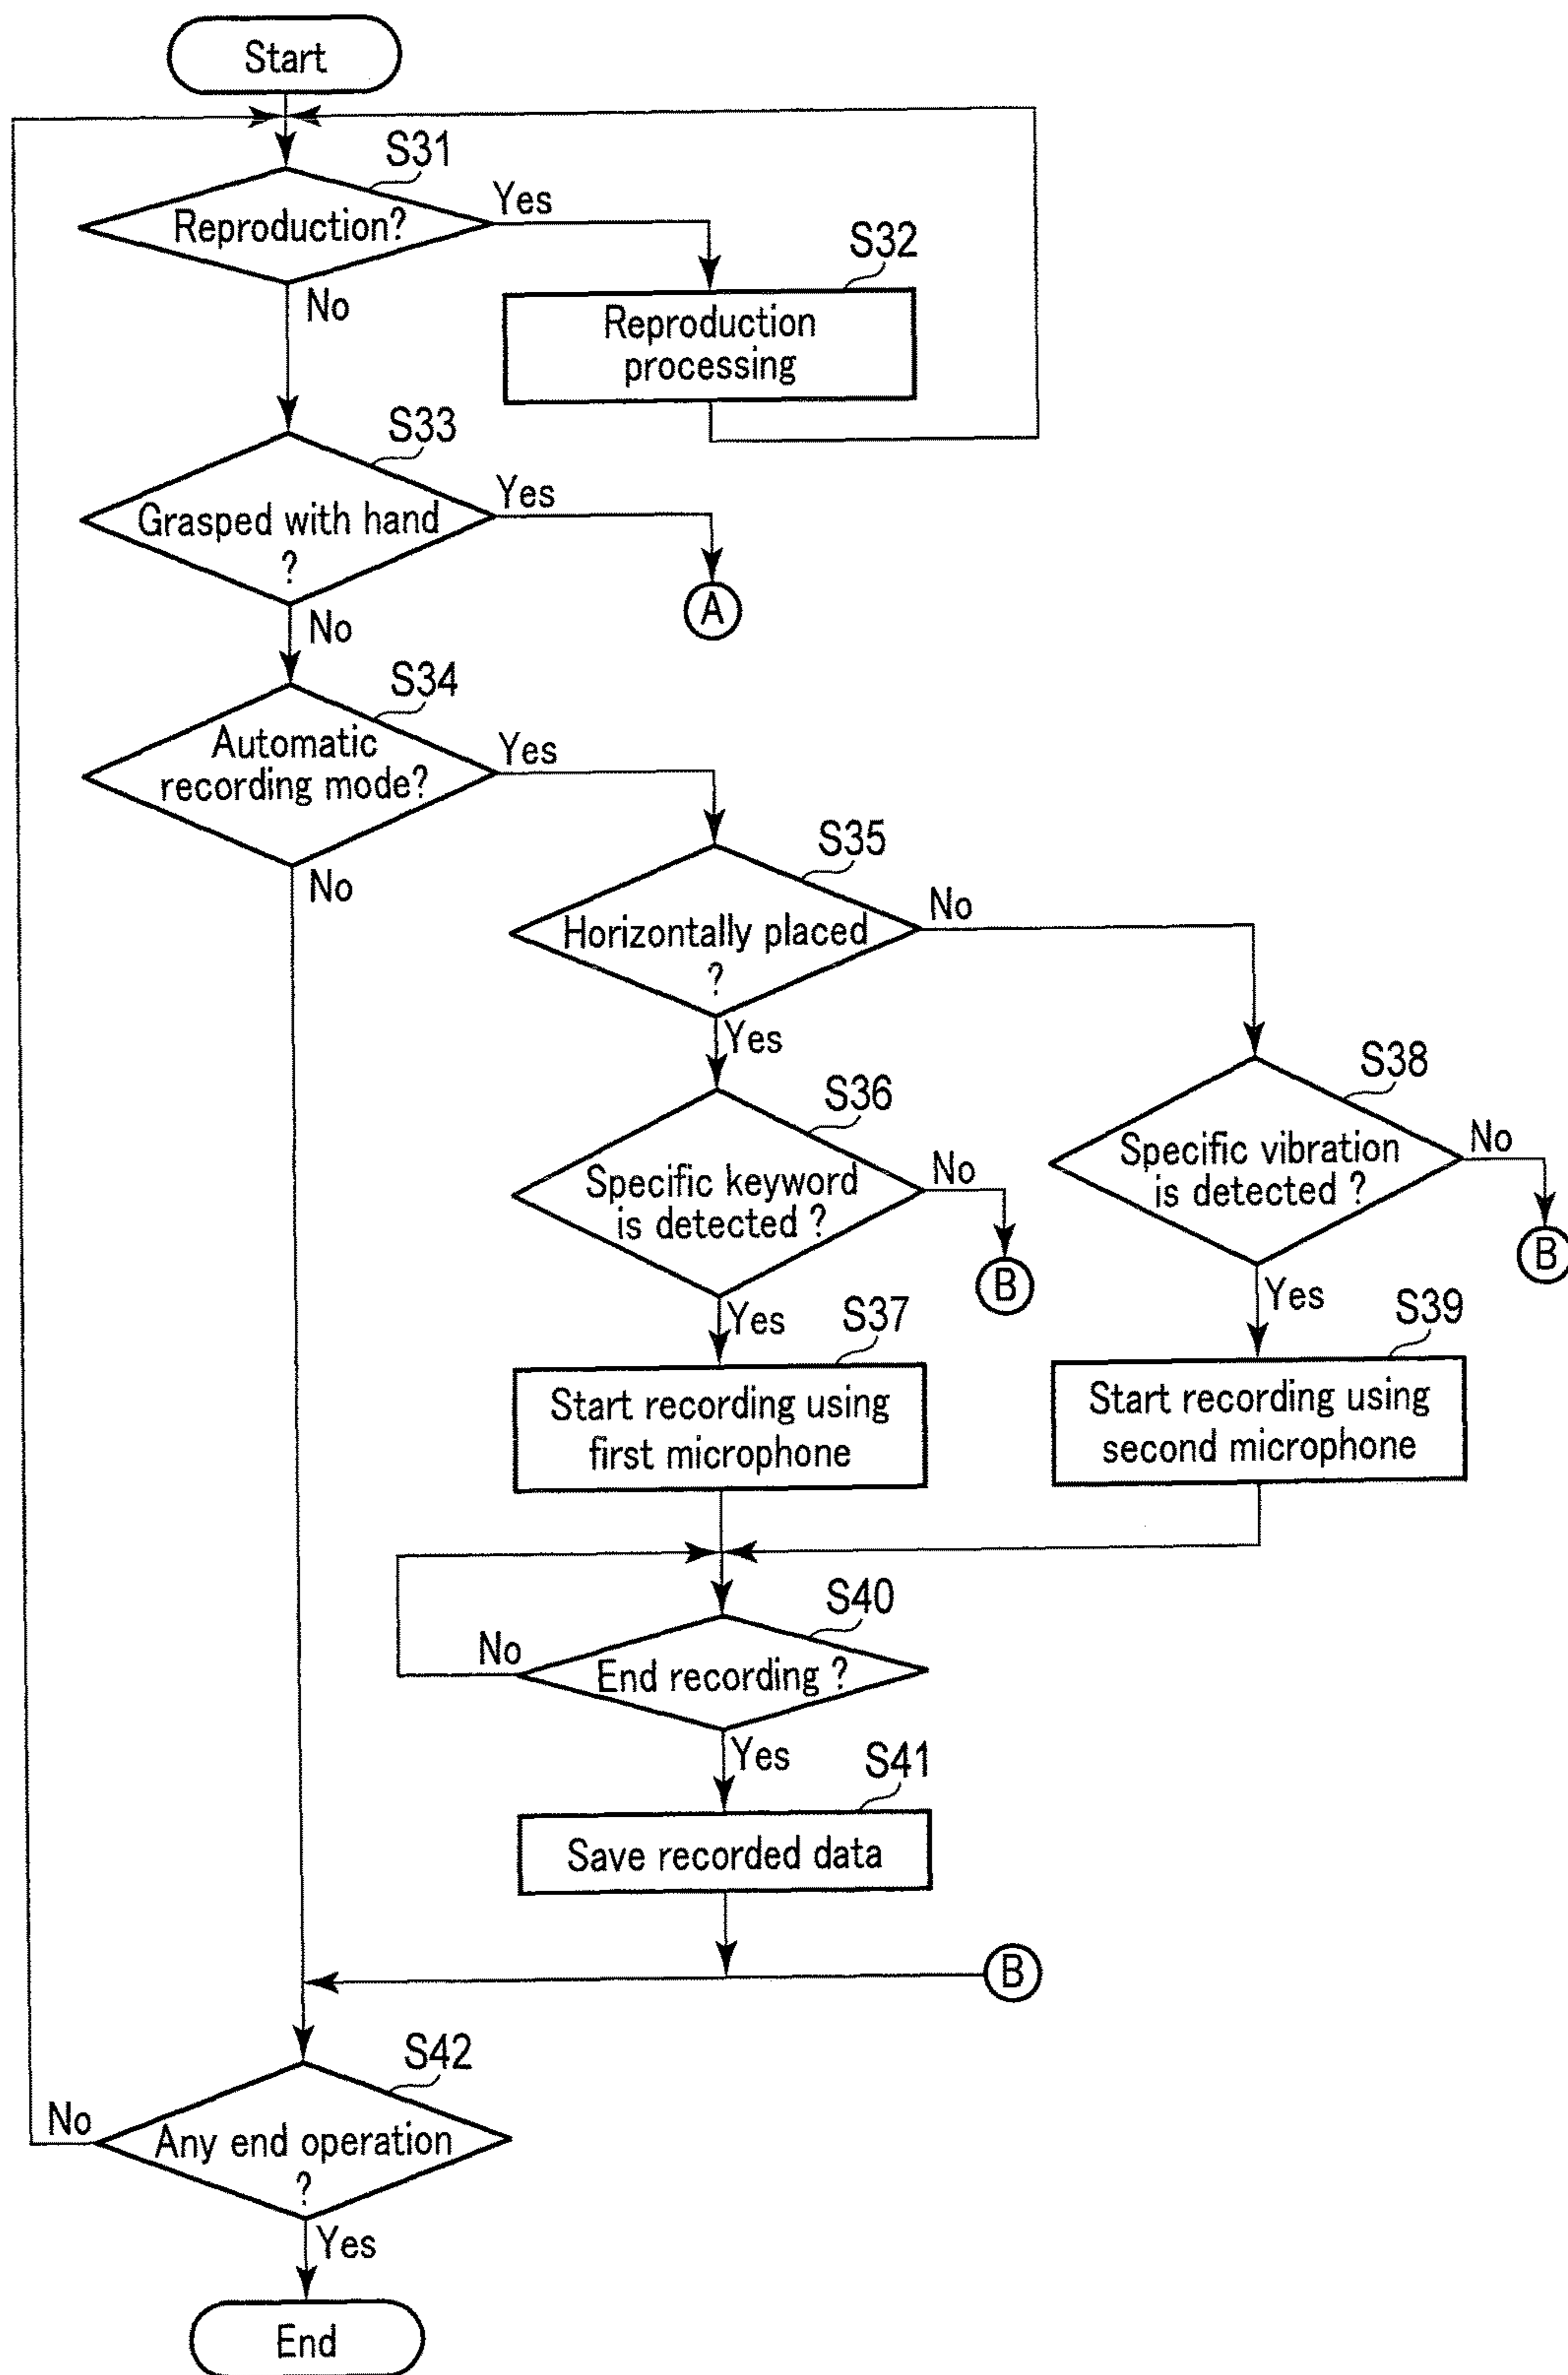 Start
S31
Reproduction?
Yes
No
S32
Reproduction
processing
S33
Grasped with hand
?
Yes
A
No
S34
Automatic
recording mode?
Yes
No
S35
Horizontally placed
?
No
Yes
S36
Specific keyword
is detected ?
No
B
Yes
S38
Specific vibration
is detected ?
No
B
Yes
S37
Start recording using
first microphone
S39
Start recording using
second microphone
S40
No
End recording ?
Yes
S41
Save recorded data
B
S42
No
Any end operation
?
Yes
End